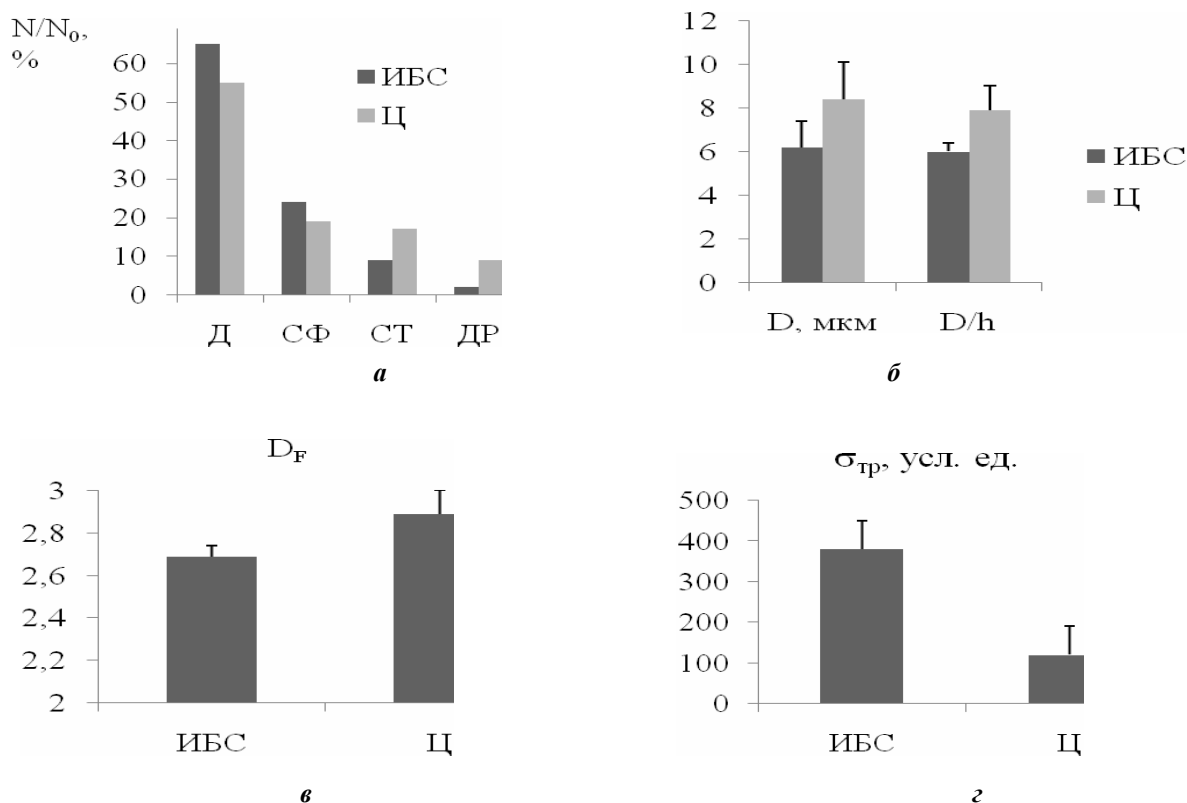 N/N₀,
%
60
50
40
30
20
10
0
ИБС
Ц
Д СФ СТ ДР
а
12
10
8
6
4
2
0
ИБС
Ц
D, мкм D/h
б
D_F
3
2,8
2,6
2,4
2,2
2
ИБС Ц
в
σтр, усл. ед.
500
400
300
200
100
0
ИБС Ц
г